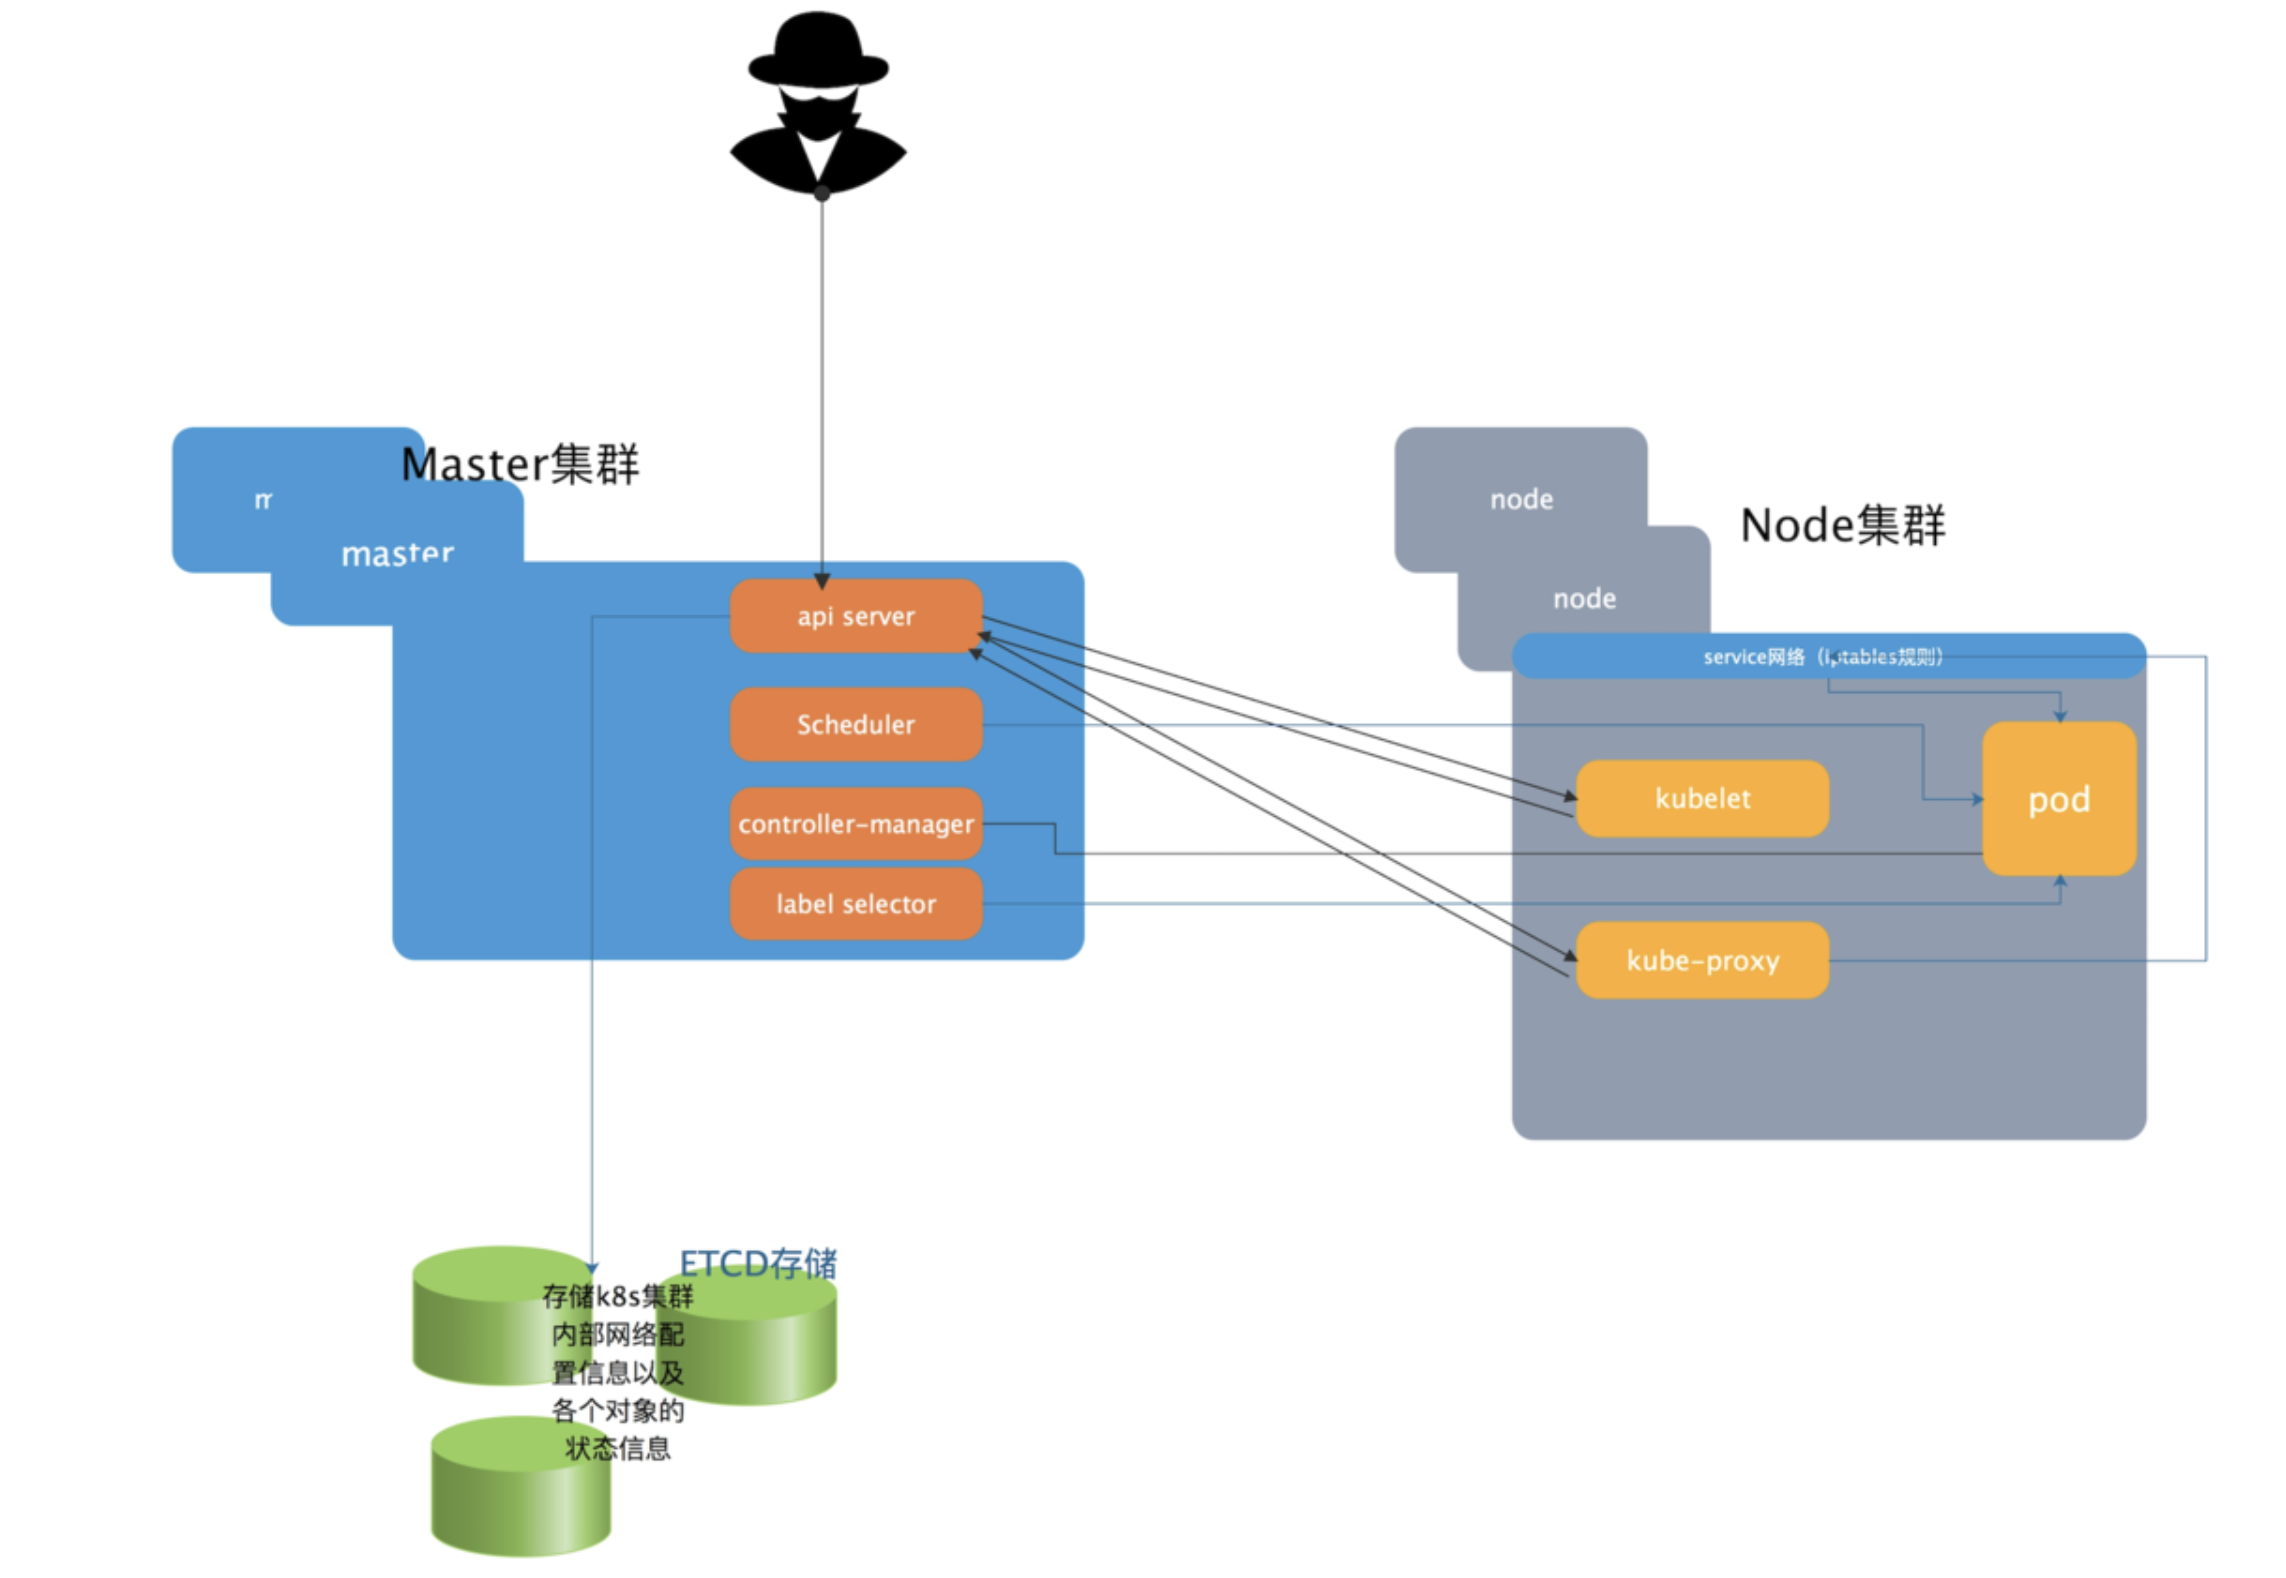 Master集群
m
master
api server
Scheduler
controller-manager
label selector
node
Node集群
node
service网络（iptables规则）
kubelet
pod
kube-proxy
ETCD存储
存储k8s集群
内部网络配
置信息以及
各个对象的
状态信息